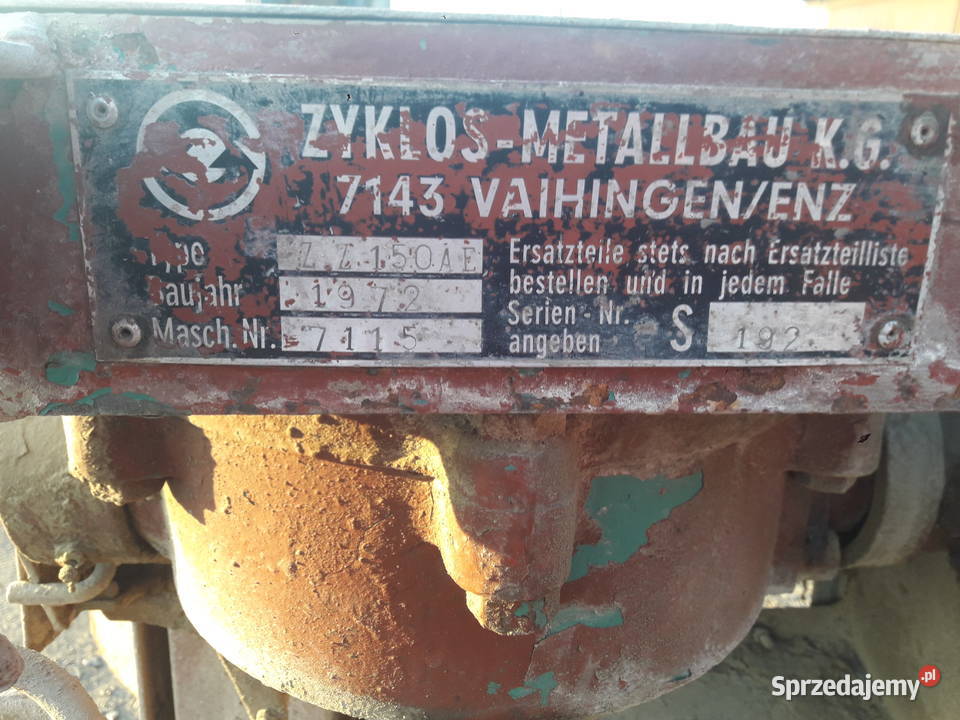 ZYKLOS-METALLBAU K.G.
7143 VAIHINGEN/ENZ
Type ZZ150AE
Baujahr 1972
Masch. Nr. 7115
Ersatzteile stets nach Ersatzteilliste
bestellen und in jedem Falle
Serien-Nr.
angeben S 192
Sprzedajemy.pl